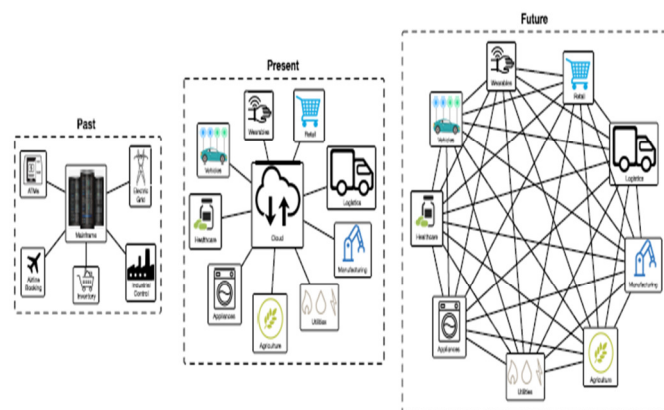 Past
ATMs
Mainframe
Electric
Grid
Airline
Booking
Inventory
Industrial
Control
Present
Wearables
Retail
Vehicles
Logistics
Healthcare
Cloud
Manufacturing
Appliances
Agriculture
Utilities
Future
Wearables
Retail
Vehicles
Logistics
Healthcare
Manufacturing
Appliances
Agriculture
Utilities